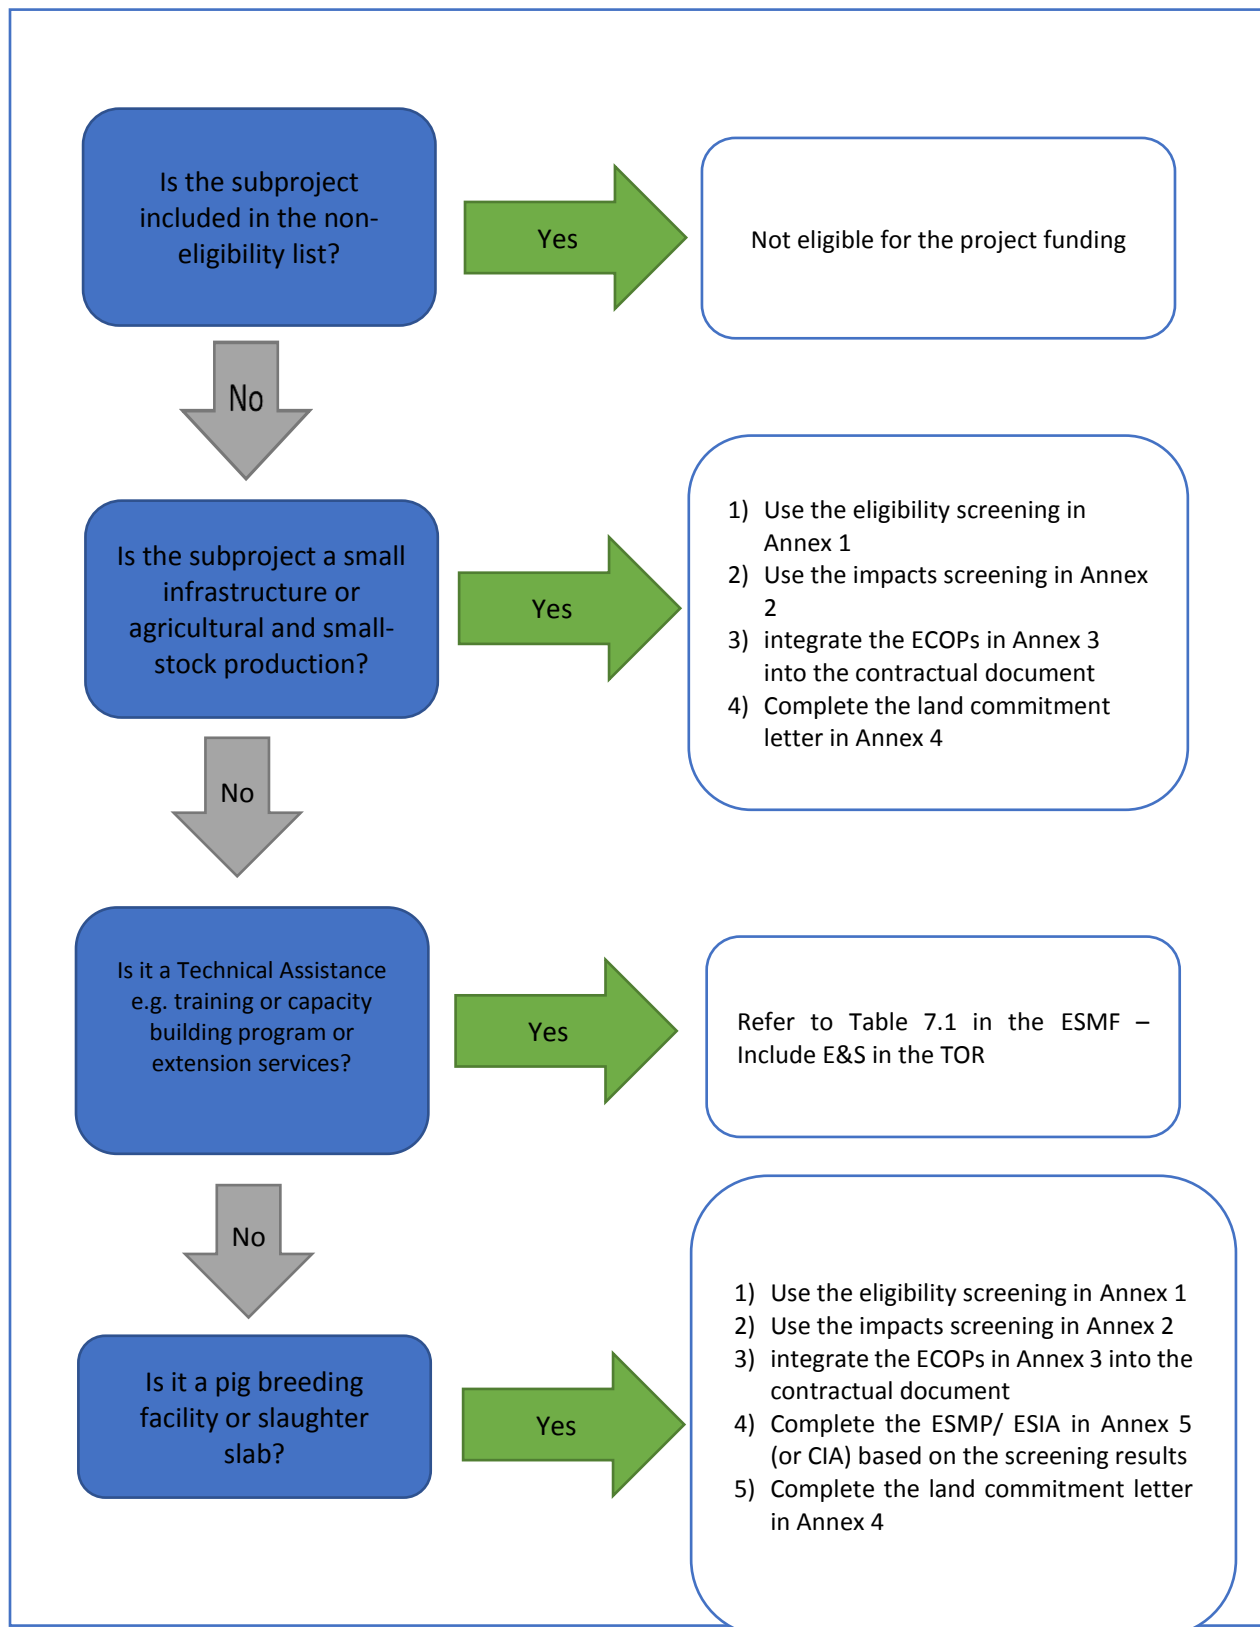 Is the subproject
included in the non-
eligibility list?
Yes
Not eligible for the project funding
No
Is the subproject a small
infrastructure or
agricultural and small-
stock production?
Yes
1) Use the eligibility screening in
Annex 1
2) Use the impacts screening in Annex
2
3) integrate the ECOPs in Annex 3
into the contractual document
4) Complete the land commitment
letter in Annex 4
No
Is it a Technical Assistance
e.g. training or capacity
building program or
extension services?
Yes
Refer to Table 7.1 in the ESMF –
Include E&S in the TOR
No
Is it a pig breeding
facility or slaughter
slab?
Yes
1) Use the eligibility screening in Annex 1
2) Use the impacts screening in Annex 2
3) integrate the ECOPs in Annex 3 into the
contractual document
4) Complete the ESMP/ ESIA in Annex 5
(or CIA) based on the screening results
5) Complete the land commitment letter
in Annex 4